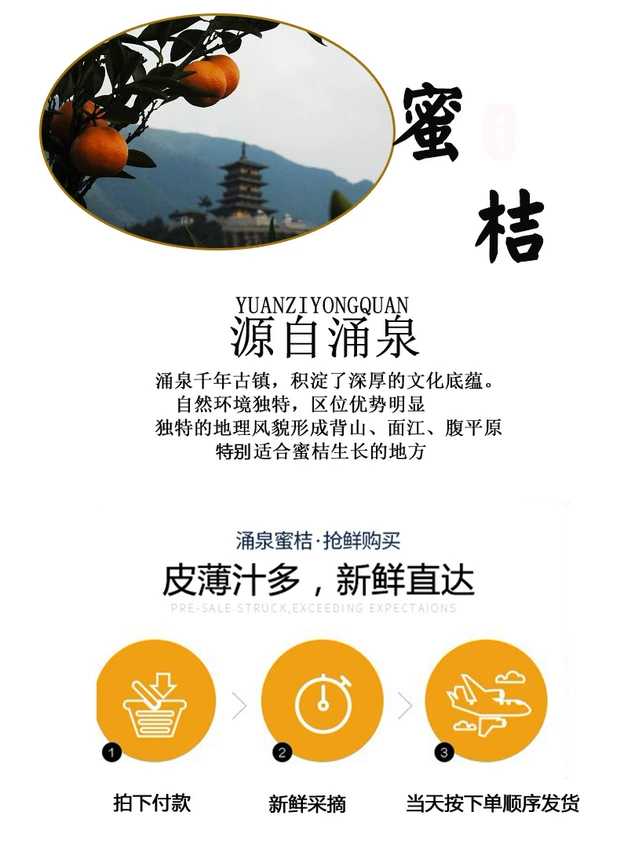 蜜
桔
YUANZIYONGQUAN
源自涌泉
涌泉千年古镇，积淀了深厚的文化底蕴。
自然环境独特，区位优势明显
独特的地理风貌形成背山、面江、腹平原
特别适合蜜桔生长的地方
涌泉蜜桔·抢鲜购买
皮薄汁多，新鲜直达
PRE-SALE STRUCK,EXCEEDING EXPECTAIONS
1
2
3
拍下付款
新鲜采摘
当天按下单顺序发货